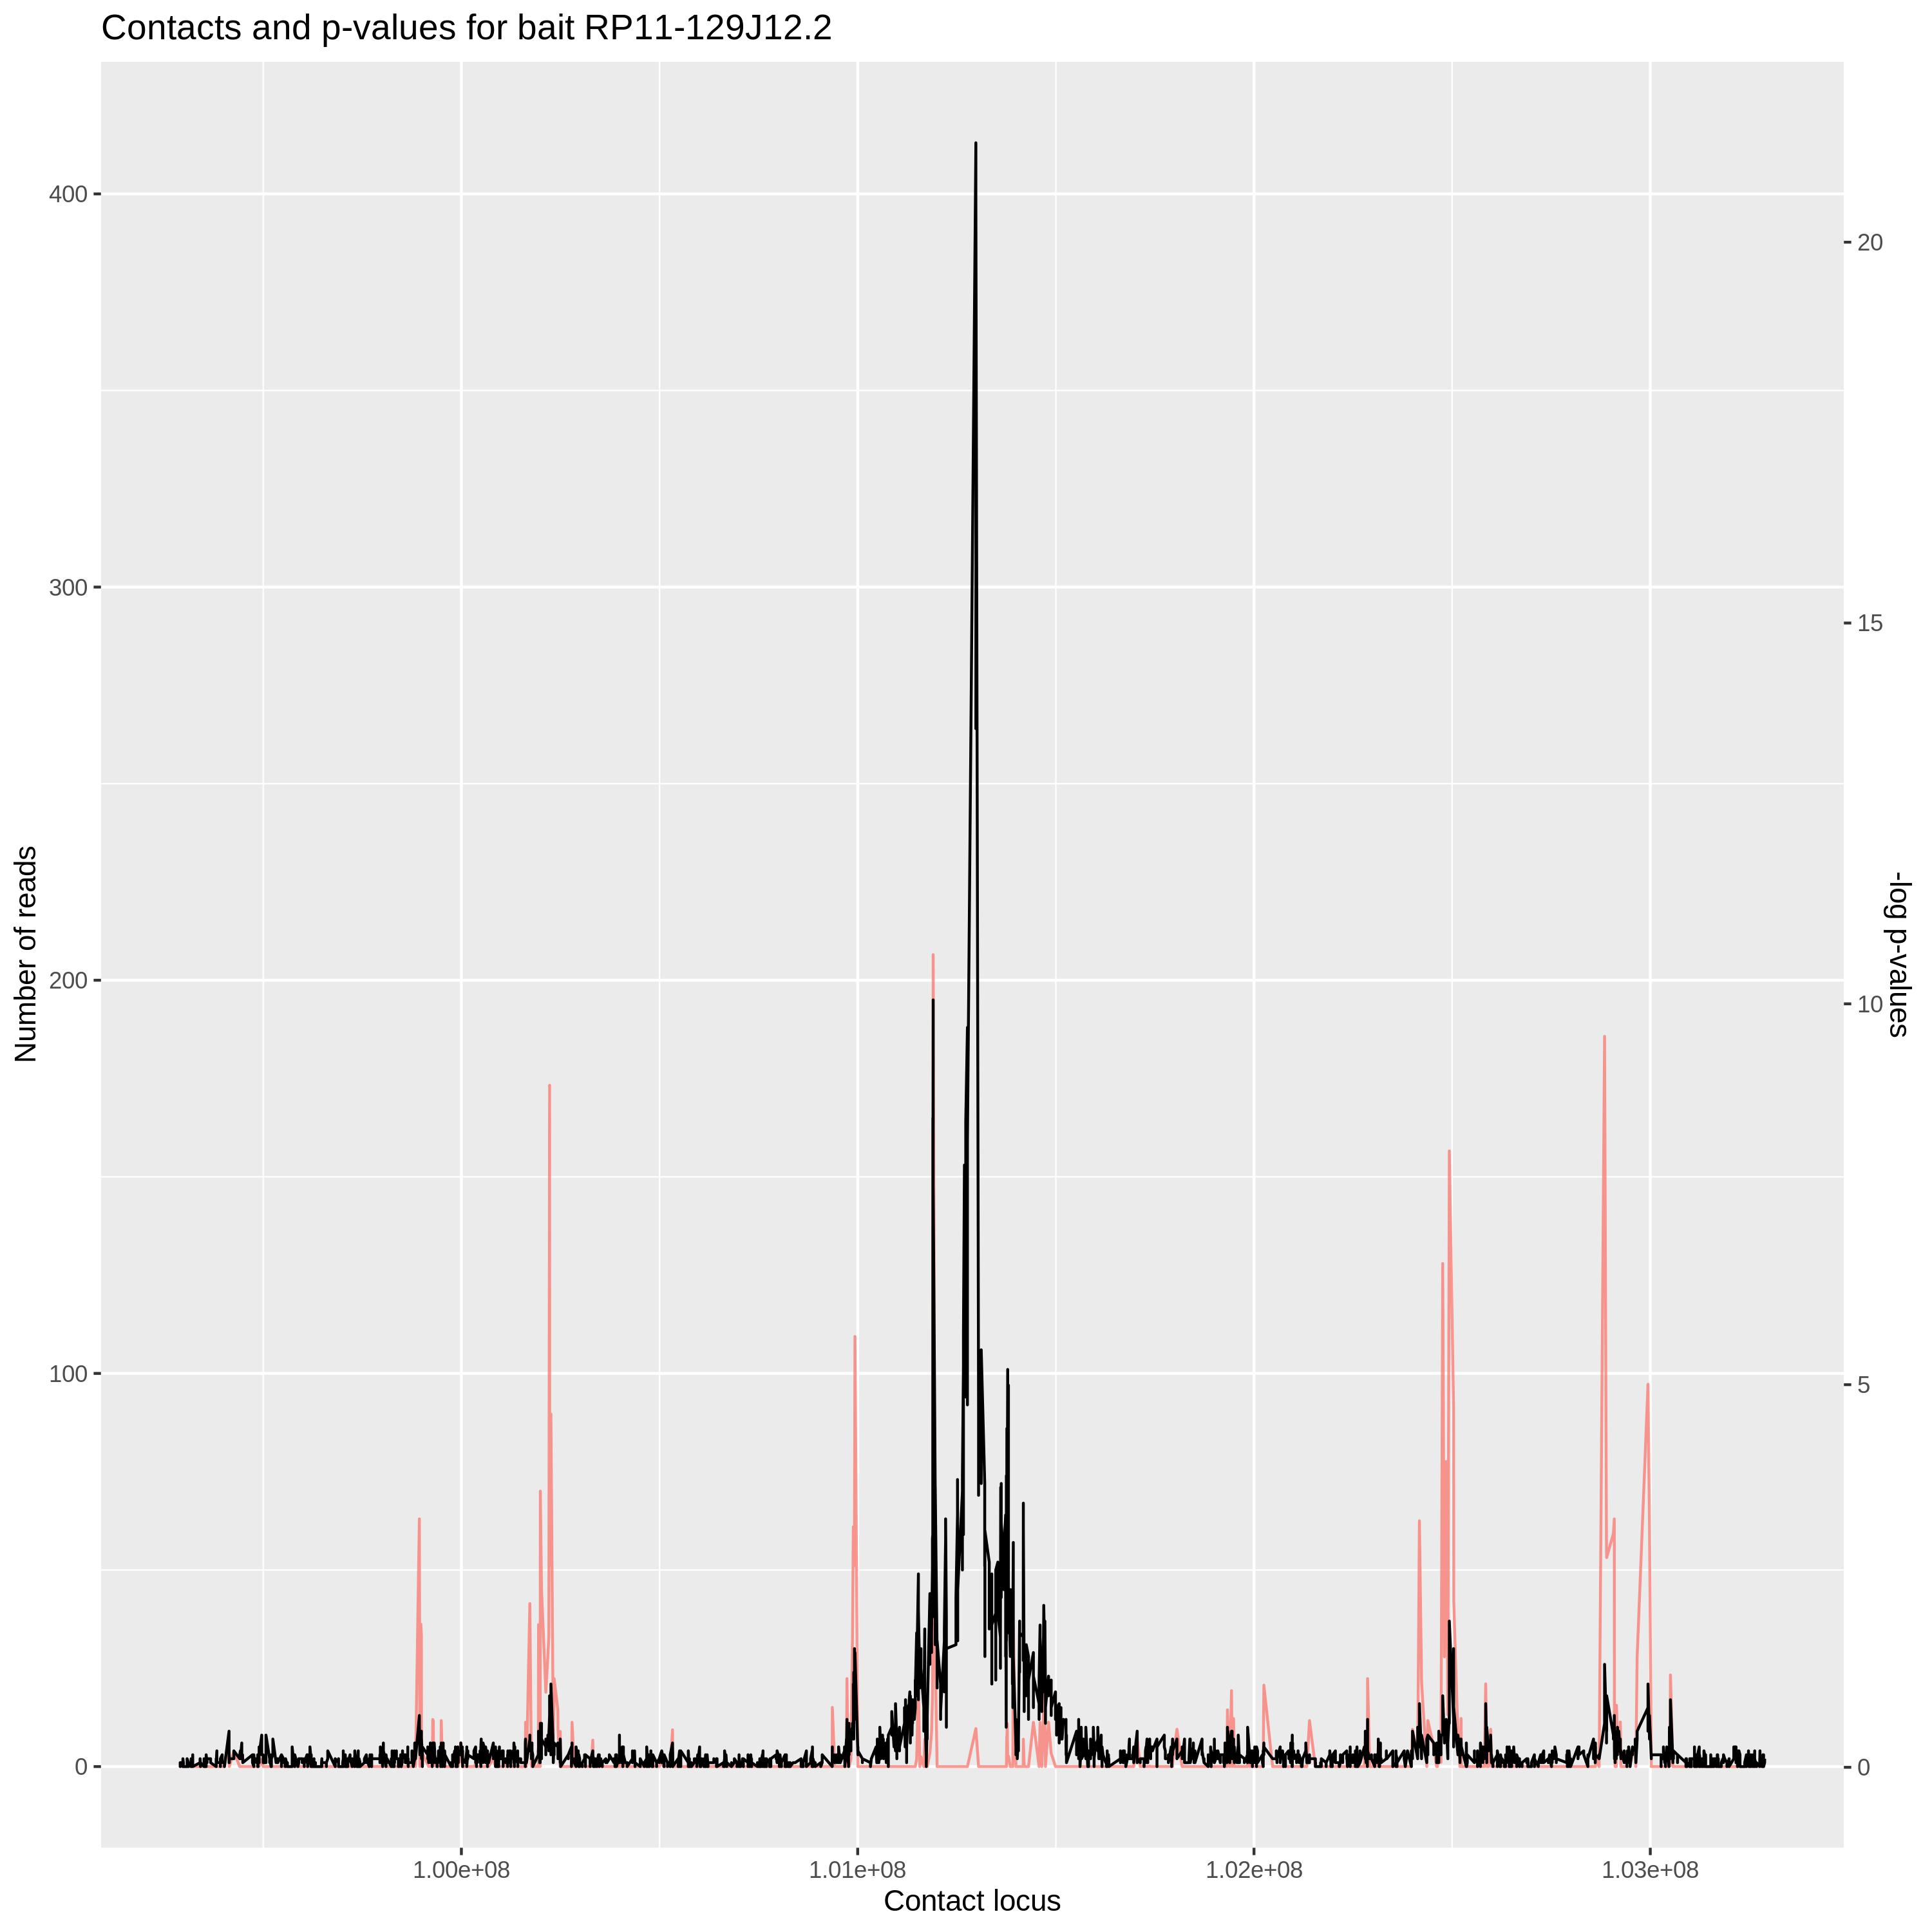 Contacts and p-values for bait RP11-129J12.2
400
300
200
100
0
20
15
10
5
0
Number of reads
-log p-values
1.00e+08 1.01e+08 1.02e+08 1.03e+08
Contact locus